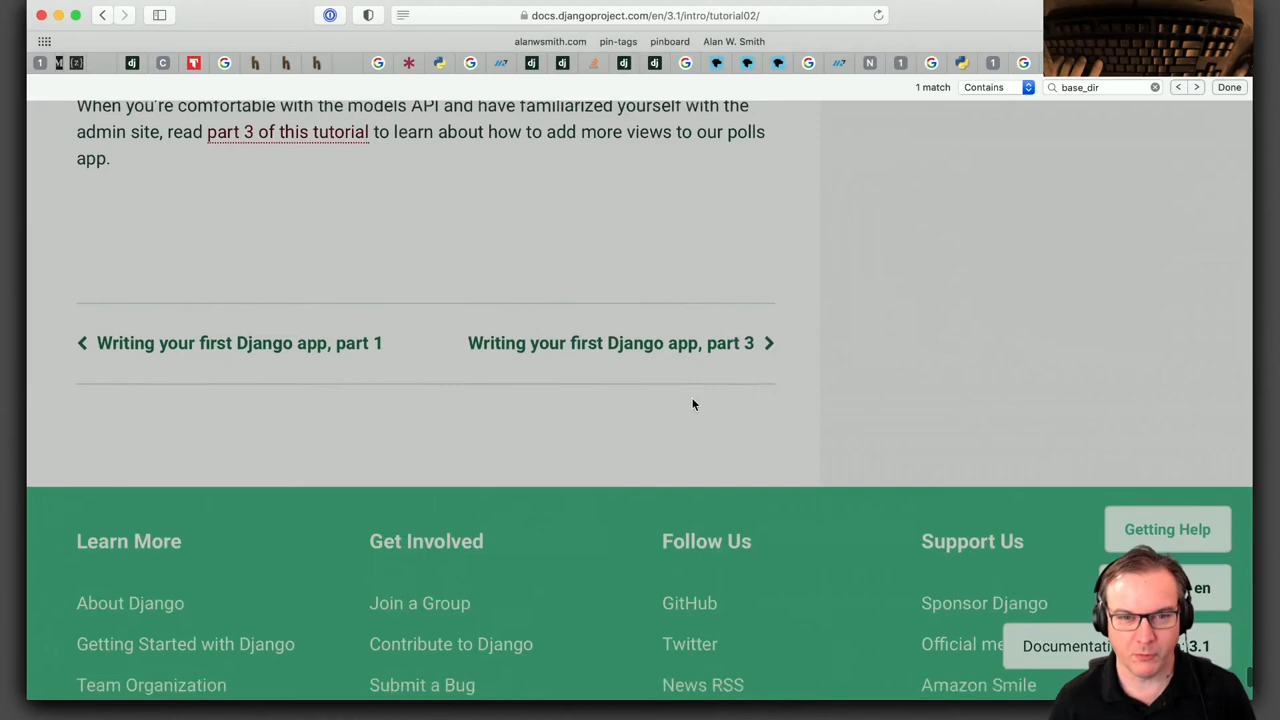 docs.djangoproject.com/en/3.1/intro/tutorial02/
alanwsmith.com pin-tags pinboard Alan W. Smith
1 match Contains base_dir Done
When you're comfortable with the models API and have familiarized yourself with the
admin site, read part 3 of this tutorial to learn about how to add more views to our polls
app.
Writing your first Django app, part 1
Writing your first Django app, part 3
Getting Help
en
3.1
Learn More
About Django
Getting Started with Django
Team Organization
Get Involved
Join a Group
Contribute to Django
Submit a Bug
Follow Us
GitHub
Twitter
News RSS
Support Us
Sponsor Django
Official
Amazon Smile